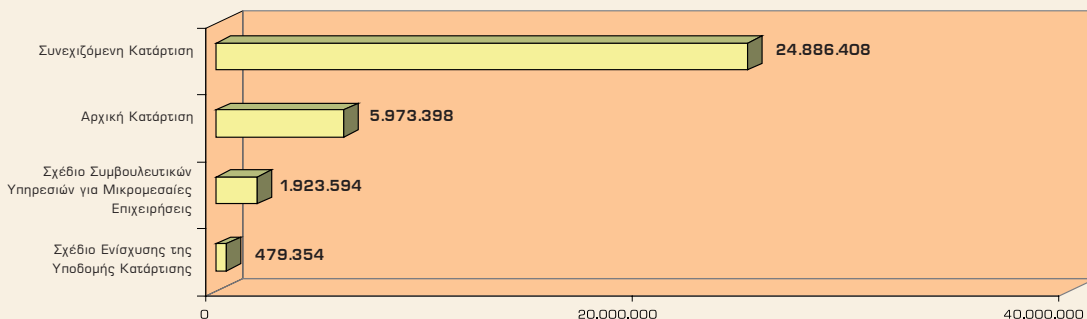 Συνεχιζόμενη Κατάρτιση
24.886.408
Αρχική Κατάρτιση
5.973.398
Σχέδιο Συμβουλευτικών
Υπηρεσιών για Μικρομεσαίες
Επιχειρήσεις
1.923.594
Σχέδιο Ενίσχυσης της
Υποδομής Κατάρτισης
479.354
0
20.000.000
40.000.000